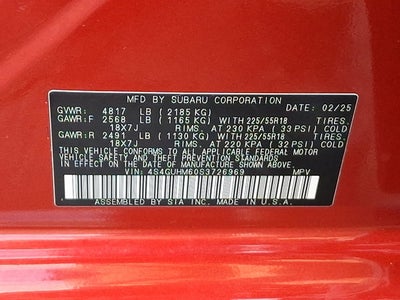 MFD BY SUBARU CORPORATION DATE: 02/25
GVWR: 4817 LB (2185 KG)
GAWR:F 2568 LB (1165 KG) WITH 225/55R18 TIRES,
18X7J RIMS, AT 230 KPA (33 PSI) COLD
GAWR:R 2491 LB (1130 KG) WITH 225/55R18 TIRES,
18X7J RIMS, AT 220 KPA (32 PSI) COLD
THIS VEHICLE CONFORMS TO ALL APPLICABLE FEDERAL MOTOR
VEHICLE SAFETY AND THEFT PREVENTION STANDARDS
IN EFFECT ON THE DATE OF MANUFACTURE SHOWN ABOVE.
VIN: 4S4GUHM60S3726969 MPV
ASSEMBLED BY SIA INC. MADE IN U.S.A.